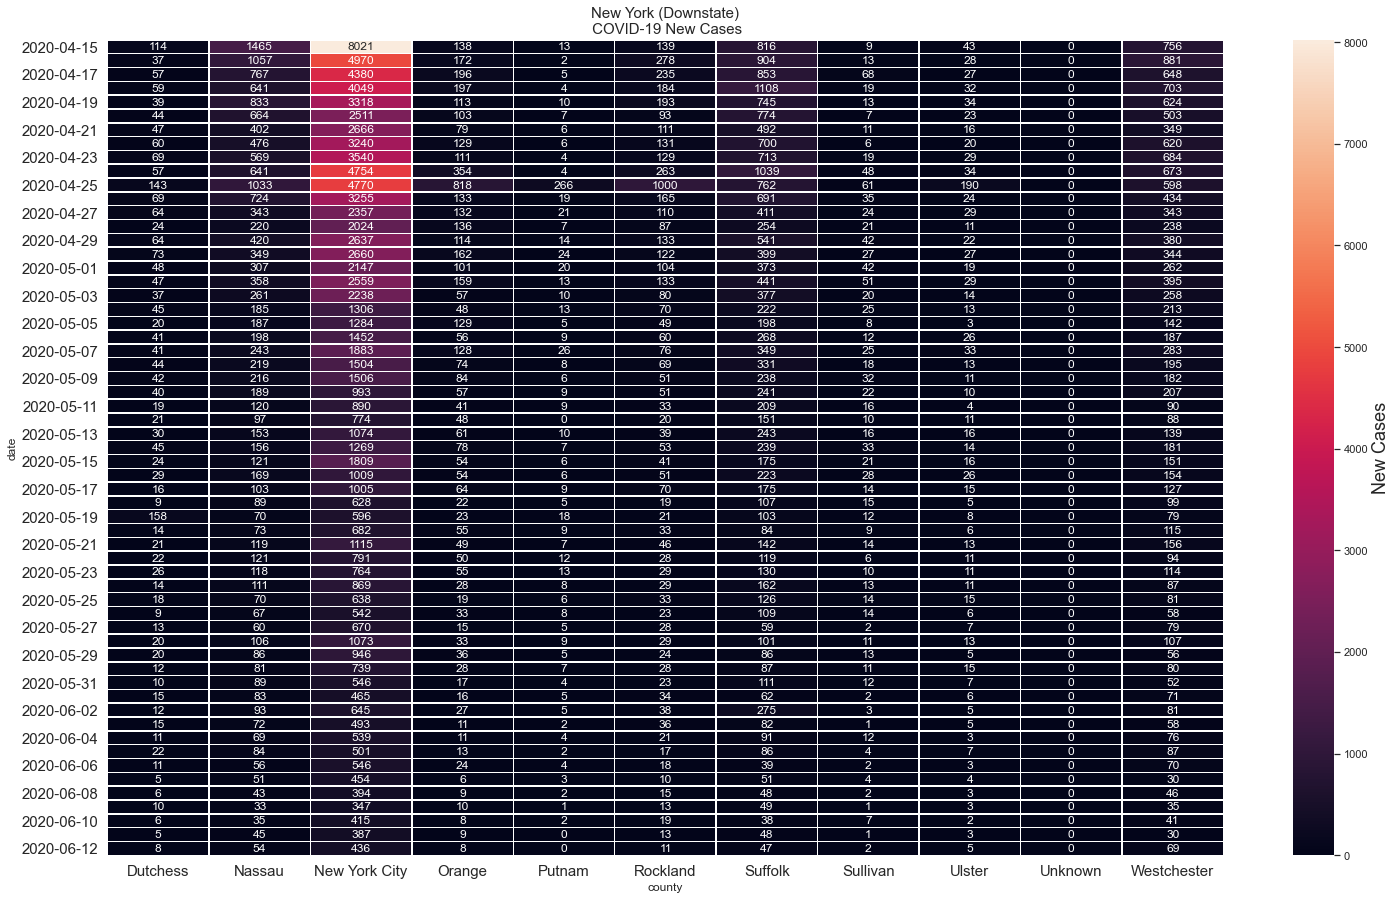 New York (Downstate)
COVID-19 New Cases
2020-04-15 114 1465 8021 138 13 139 816 9 43 0 756
37 1057 4970 172 2 278 904 13 28 0 881
2020-04-17 57 767 4380 196 5 235 853 68 27 0 648
59 641 4049 197 4 184 1108 19 32 0 703
2020-04-19 39 833 3318 113 10 193 745 13 34 0 624
44 664 2511 103 7 93 774 7 23 0 503
2020-04-21 47 402 2666 79 6 111 492 11 16 0 349
60 476 3240 129 6 131 700 6 20 0 620
2020-04-23 69 569 3540 111 4 129 713 19 29 0 684
57 641 4754 354 4 263 1039 48 34 0 673
2020-04-25 143 1033 4770 818 266 1000 762 61 190 0 598
69 724 3255 133 19 165 691 35 24 0 434
2020-04-27 64 343 2357 132 21 110 411 24 29 0 343
24 220 2024 136 7 87 254 21 11 0 238
2020-04-29 64 420 2637 114 14 133 541 42 22 0 380
73 349 2660 162 24 122 399 27 27 0 344
2020-05-01 48 307 2147 101 20 104 373 42 19 0 262
47 358 2559 159 13 133 441 51 29 0 395
2020-05-03 37 261 2238 57 10 80 377 20 14 0 258
45 185 1306 48 13 70 222 25 13 0 213
2020-05-05 20 187 1284 129 5 49 198 8 3 0 142
41 198 1452 56 9 60 268 12 26 0 187
2020-05-07 41 243 1883 128 26 76 349 25 33 0 283
44 219 1504 74 8 69 331 18 13 0 195
2020-05-09 42 216 1506 84 6 51 238 32 11 0 182
40 189 993 57 9 51 241 22 10 0 207
2020-05-11 19 120 890 41 9 33 209 16 4 0 90
21 97 774 48 0 20 151 10 11 0 88
2020-05-13 30 153 1074 61 10 39 243 16 16 0 139
45 156 1269 78 7 53 239 33 14 0 181
2020-05-15 24 121 1809 54 6 41 175 21 16 0 151
29 169 1009 54 6 51 223 28 26 0 154
2020-05-17 16 103 1005 64 9 70 175 14 15 0 127
9 89 628 22 5 19 107 15 5 0 99
2020-05-19 158 70 596 23 18 21 103 12 8 0 79
14 73 682 55 9 33 84 9 6 0 115
2020-05-21 21 119 1115 49 7 46 142 14 13 0 156
22 121 791 50 12 28 119 6 11 0 94
2020-05-23 26 118 764 55 13 29 130 10 11 0 114
14 111 869 28 8 29 162 13 11 0 87
2020-05-25 18 70 638 19 6 33 126 14 15 0 81
9 67 542 33 8 23 109 14 6 0 58
2020-05-27 13 60 670 15 5 28 59 2 7 0 79
20 106 1073 33 9 29 101 11 13 0 107
2020-05-29 20 86 946 36 5 24 86 13 5 0 56
12 81 739 28 7 28 87 11 15 0 80
2020-05-31 10 89 546 17 4 23 111 12 7 0 52
15 83 465 16 5 34 62 2 6 0 71
2020-06-02 12 93 645 27 5 38 275 3 5 0 81
15 72 493 11 2 36 82 1 5 0 58
2020-06-04 11 69 539 11 4 21 91 12 3 0 76
22 84 501 13 2 17 86 4 7 0 87
2020-06-06 11 56 546 24 4 18 39 2 3 0 70
5 51 454 6 3 10 51 4 4 0 30
2020-06-08 6 43 394 9 2 15 48 2 3 0 46
10 33 347 10 1 13 49 1 3 0 35
2020-06-10 6 35 415 8 2 19 38 7 2 0 41
5 45 387 9 0 13 48 1 3 0 30
2020-06-12 8 54 436 8 0 11 47 2 5 0 69
Dutchess Nassau New York City Orange Putnam Rockland Suffolk Sullivan Ulster Unknown Westchester
county
date
8000
7000
6000
5000
4000
3000
2000
1000
0
New Cases